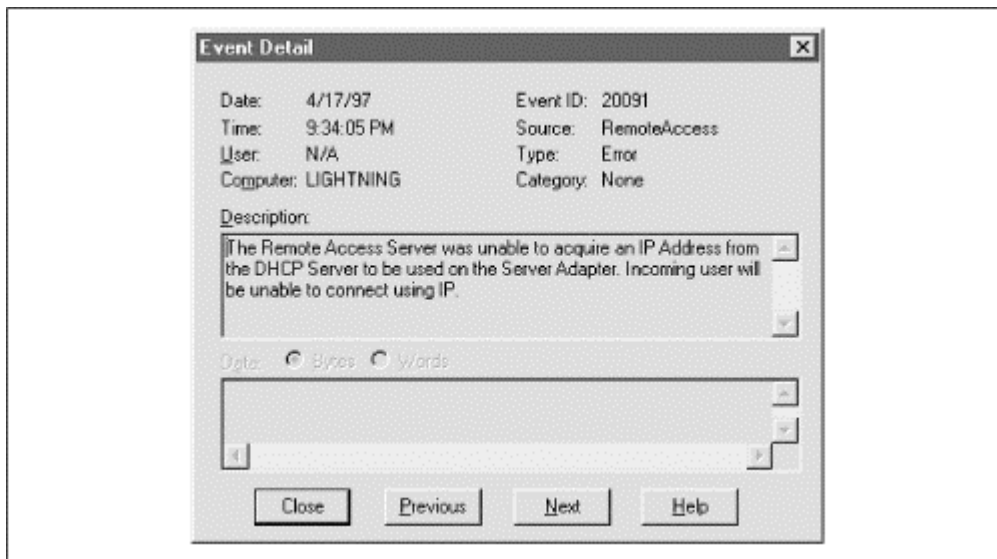 Event Detail
Date: 4/17/97 Event ID: 20091
Time: 9:34:05 PM Source: RemoteAccess
User: N/A Type: Error
Computer: LIGHTNING Category: None
Description:
The Remote Access Server was unable to acquire an IP Address from
the DHCP Server to be used on the Server Adapter. Incoming user will
be unable to connect using IP.
Data: Bytes Words
Close Previous Next Help